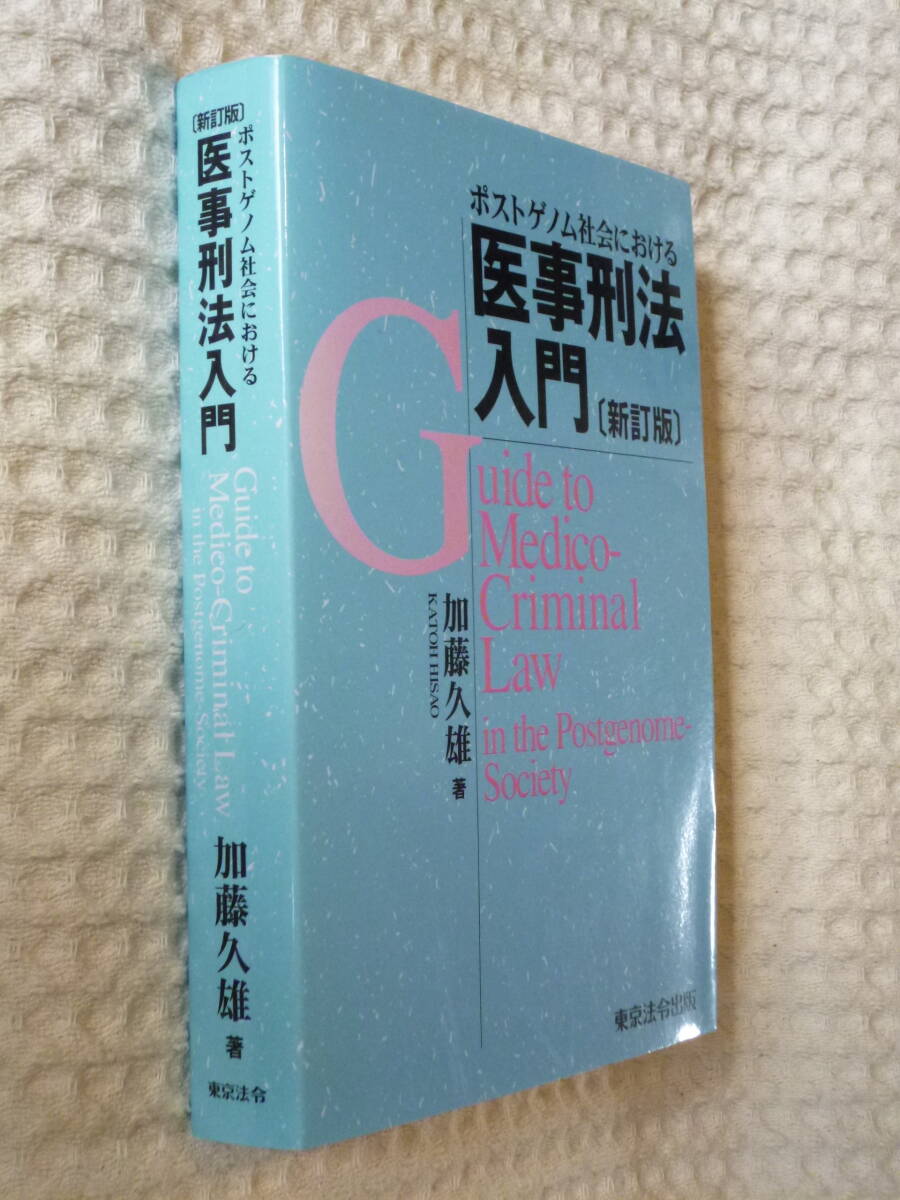 〔新訂版〕
ポストゲノム社会における
医事刑法入門
Guide to
Medico-Criminal Law
in the Postgenome-Society
加藤久雄 著
東京法令
ポストゲノム社会における
医事刑法
入門〔新訂版〕
Guide to
Medico-
Criminal
Law
in the Postgenome-
Society
加藤久雄 著
KATOH HISAO
東京法令出版